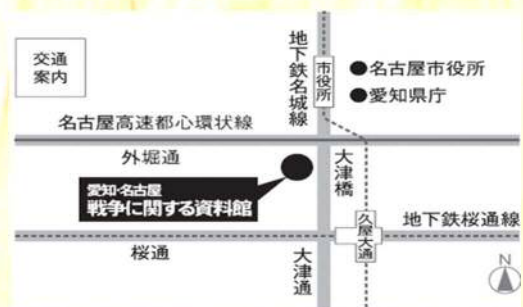 交通
案内
地下鉄名城線
市役所
●名古屋市役所
●愛知県庁
名古屋高速都心環状線
外堀通
大津橋
愛知・名古屋
戦争に関する資料館
久屋大通
地下鉄桜通線
桜通
大津通
N